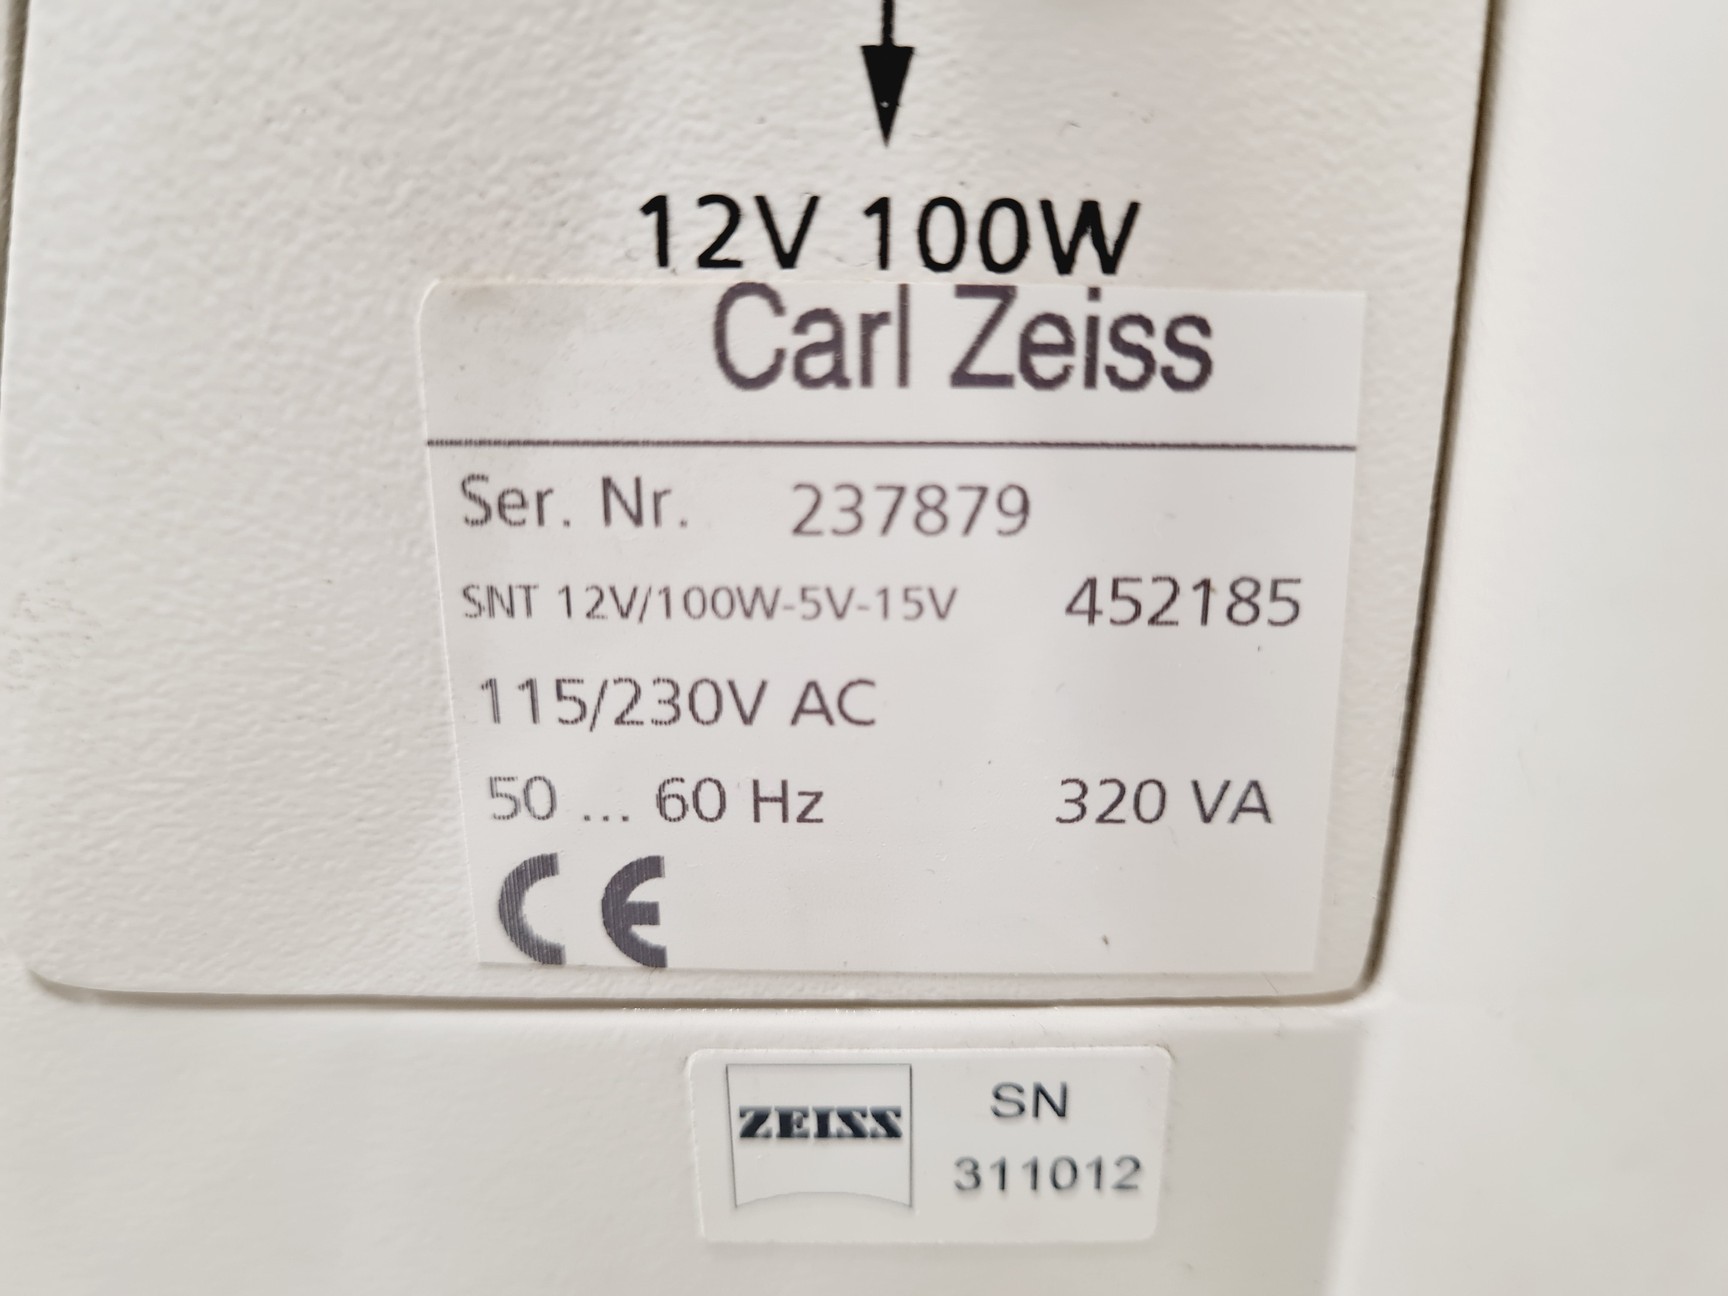 12V 100W
Carl Zeiss
Ser. Nr. 237879
SNT 12V/100W-5V-15V 452185
115/230V AC
50 ... 60 Hz 320 VA
CE
ZEISS SN
311012